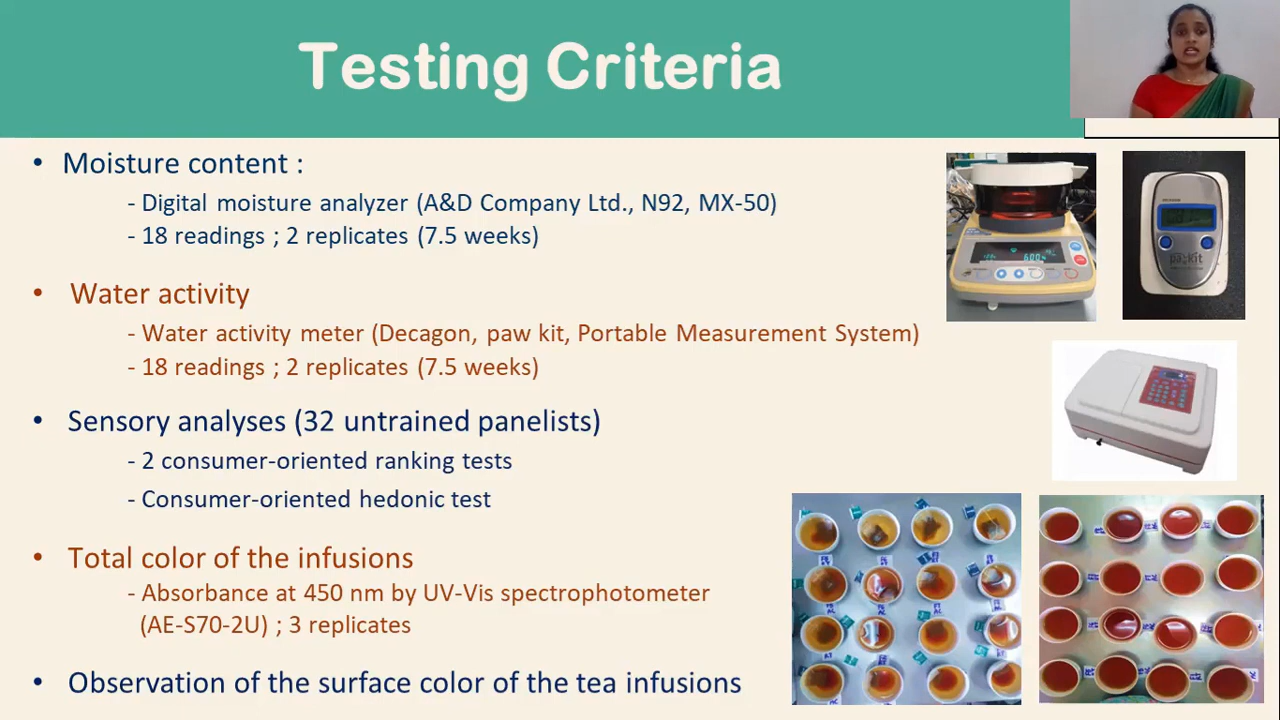 Testing Criteria
• Moisture content :
- Digital moisture analyzer (A&D Company Ltd., N92, MX-50)
- 18 readings ; 2 replicates (7.5 weeks)
• Water activity
- Water activity meter (Decagon, paw kit, Portable Measurement System)
- 18 readings ; 2 replicates (7.5 weeks)
• Sensory analyses (32 untrained panelists)
- 2 consumer-oriented ranking tests
- Consumer-oriented hedonic test
• Total color of the infusions
- Absorbance at 450 nm by UV-Vis spectrophotometer
(AE-S70-2U) ; 3 replicates
• Observation of the surface color of the tea infusions